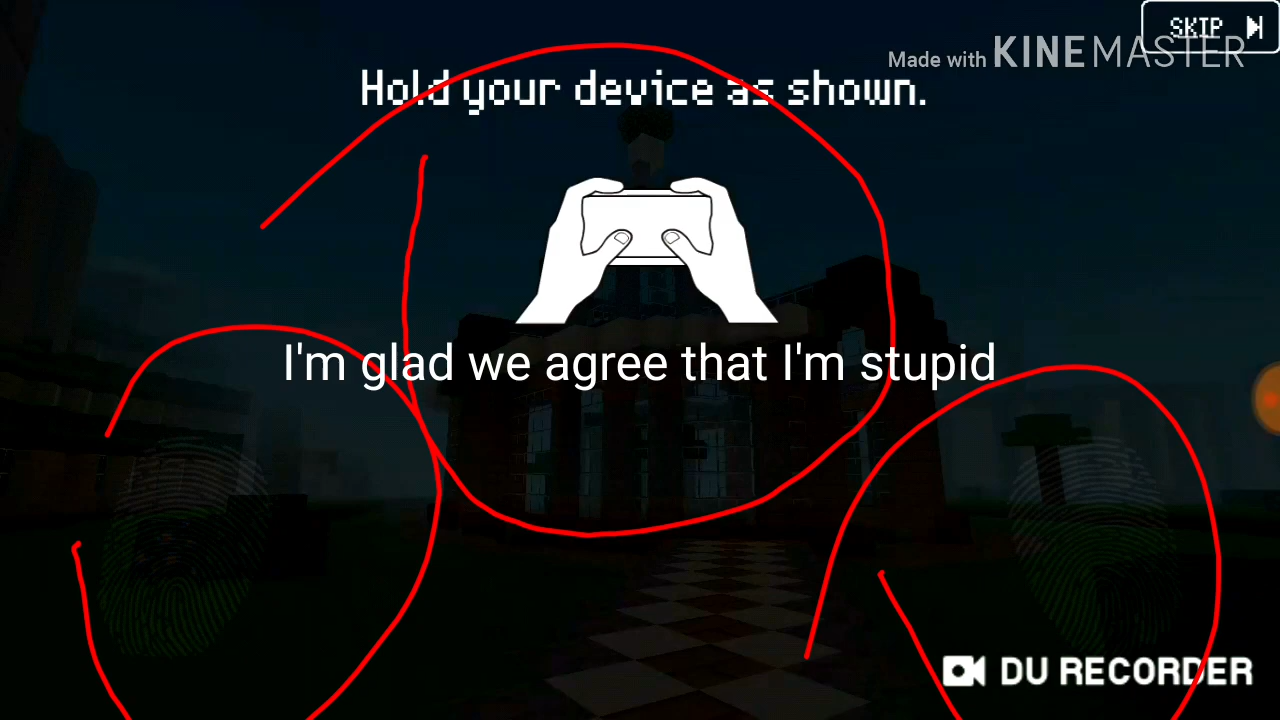 SKIP
Made with KINEMASTER
Hold your device as shown.
I'm glad we agree that I'm stupid
DU RECORDER